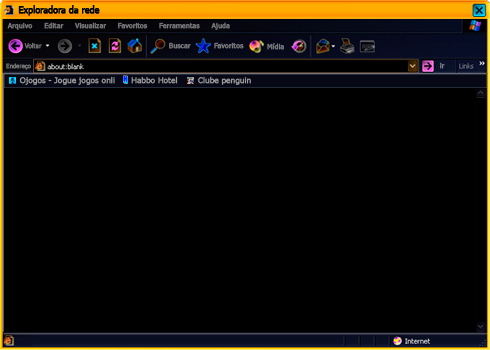 Exploradora da rede
Arquivo Editar Visualizar Favoritos Ferramentas Ajuda
Voltar Buscar Favoritos Mídia
Endereço about:blank Ir Links »
Ojogos - Jogue jogos onli Habbo Hotel Clube penguin
Internet